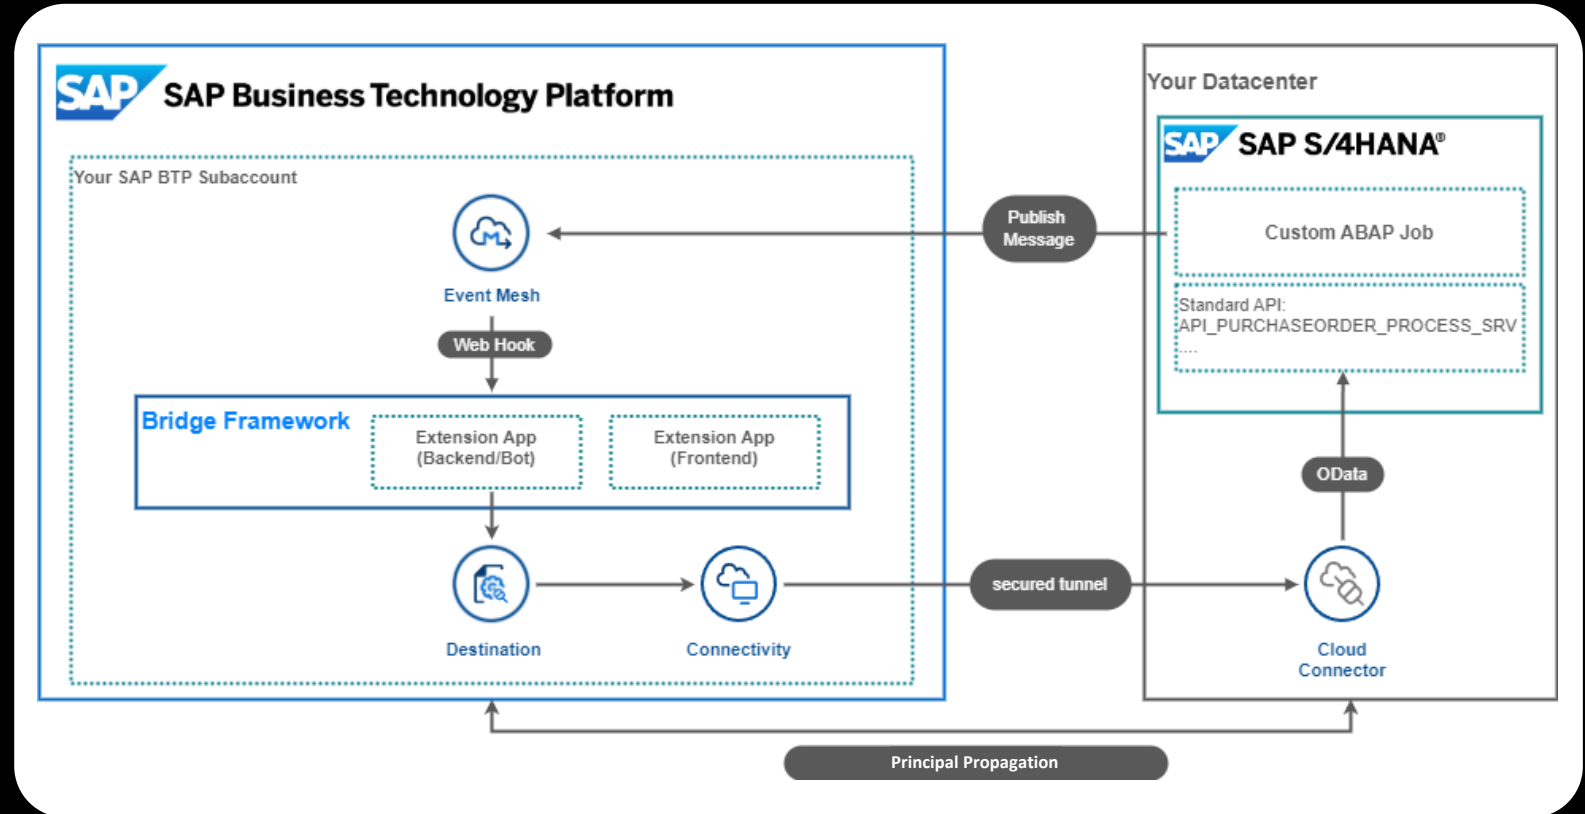 SAP SAP Business Technology Platform
Your SAP BTP Subaccount
Event Mesh
Web Hook
Bridge Framework
Extension App
(Backend/Bot)
Extension App
(Frontend)
Destination
Connectivity
Publish
Message
secured tunnel
Your Datacenter
SAP SAP S/4HANA®
Custom ABAP Job
Standard API:
API_PURCHASEORDER_PROCESS_SRV
....
OData
Cloud
Connector
Principal Propagation